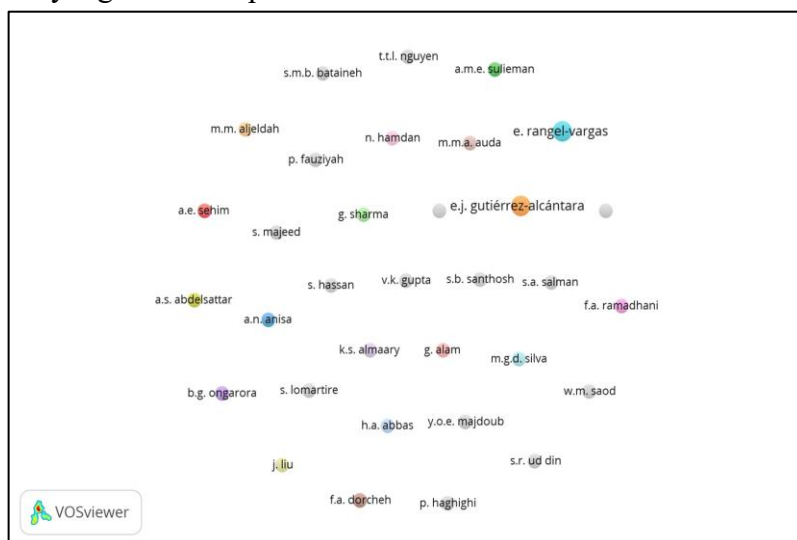 t.t.l. nguyen
s.m.b. bataineh
a.m.e. sulieman
m.m. aljeldah
n. hamdan
m.m.a. auda
e. rangel-vargas
p. fauziyah
a.e. sehim
g. sharma
e.j. gutiérrez-alcántara
s. majeed
s. hassan
v.k. gupta
s.b. santhosh
s.a. salman
a.s. abdelsattar
f.a. ramadhani
a.n. anisa
k.s. almaary
g. alam
m.g.d. silva
b.g. ongarora
s. lomartire
w.m. saod
h.a. abbas
y.o.e. majdoub
j. liu
s.r. ud din
f.a. dorcheh
p. haghighi
VOSviewer